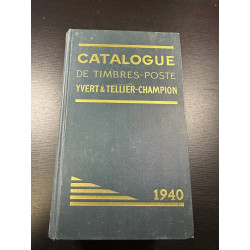 CATALOGUE
DE TIMBRES-POSTE
YVERT & TELLIER-CHAMPION
1940